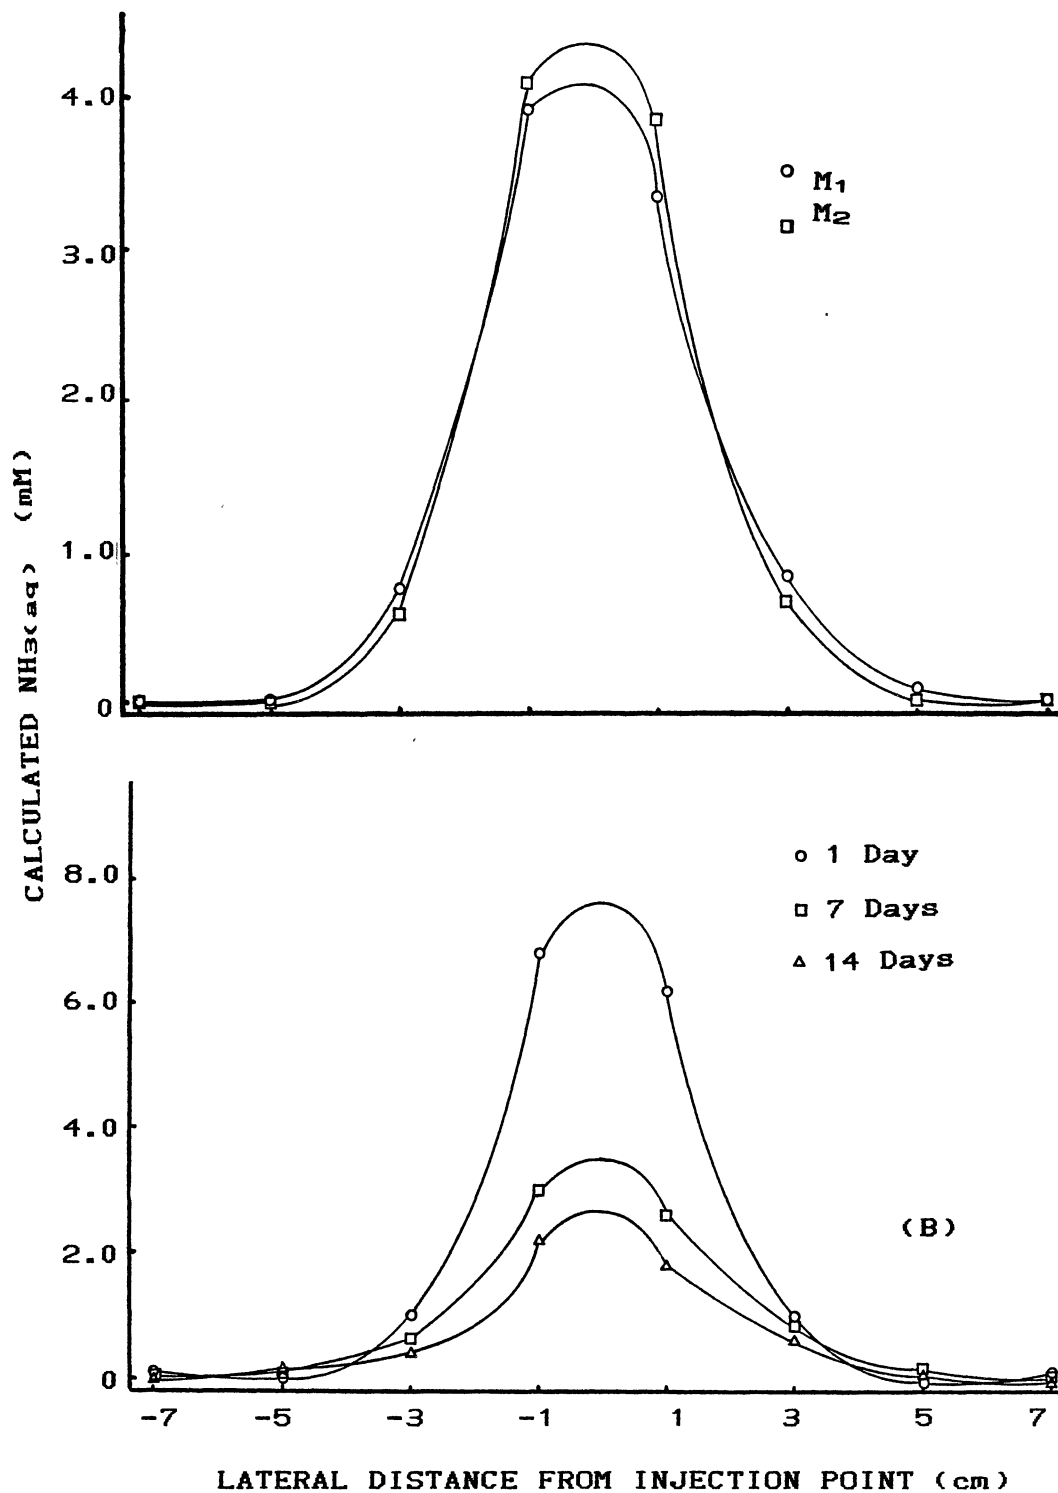 4.0
3.0
2.0
1.0
0
M1
M2
CALCULATED NH3(aq) (mM)
8.0
6.0
4.0
2.0
0
1 Day
7 Days
14 Days
(B)
-7 -5 -3 -1 1 3 5 7
LATERAL DISTANCE FROM INJECTION POINT (cm)